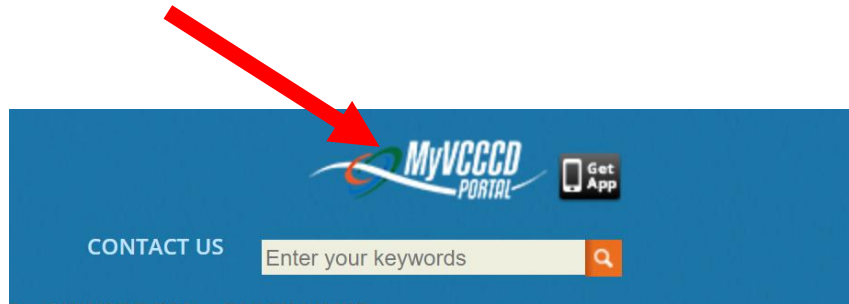 MyVCCCD
PORTAL
Get
App
CONTACT US
Enter your keywords